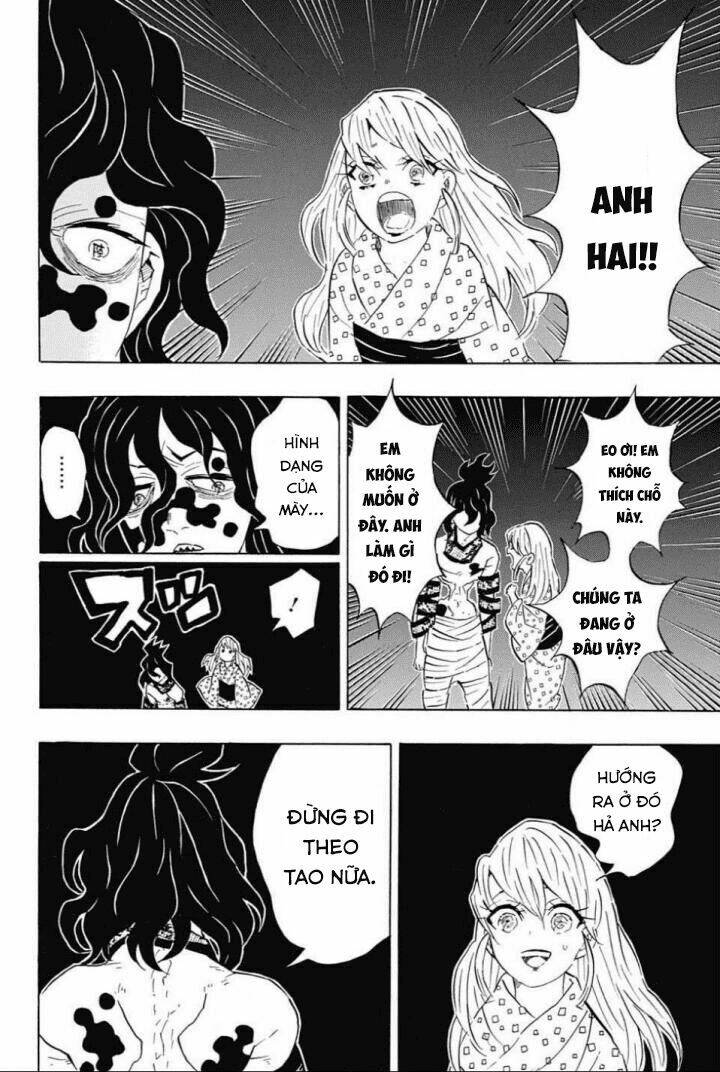 ANH
HAI!!
EO ƠI! EM
KHÔNG
THÍCH CHỖ
NÀY.
CHÚNG TA
ĐANG Ở
ĐÂU VẬY?
EM
KHÔNG
MUỐN Ở
ĐÂY. ANH
LÀM GÌ
ĐÓ ĐI!
HÌNH
DẠNG
CỦA
MÀY...
......
!
ズ
HƯỚNG
RA Ở ĐÓ
HẢ ANH?
ĐỪNG ĐI
THEO
TAO NỮA.